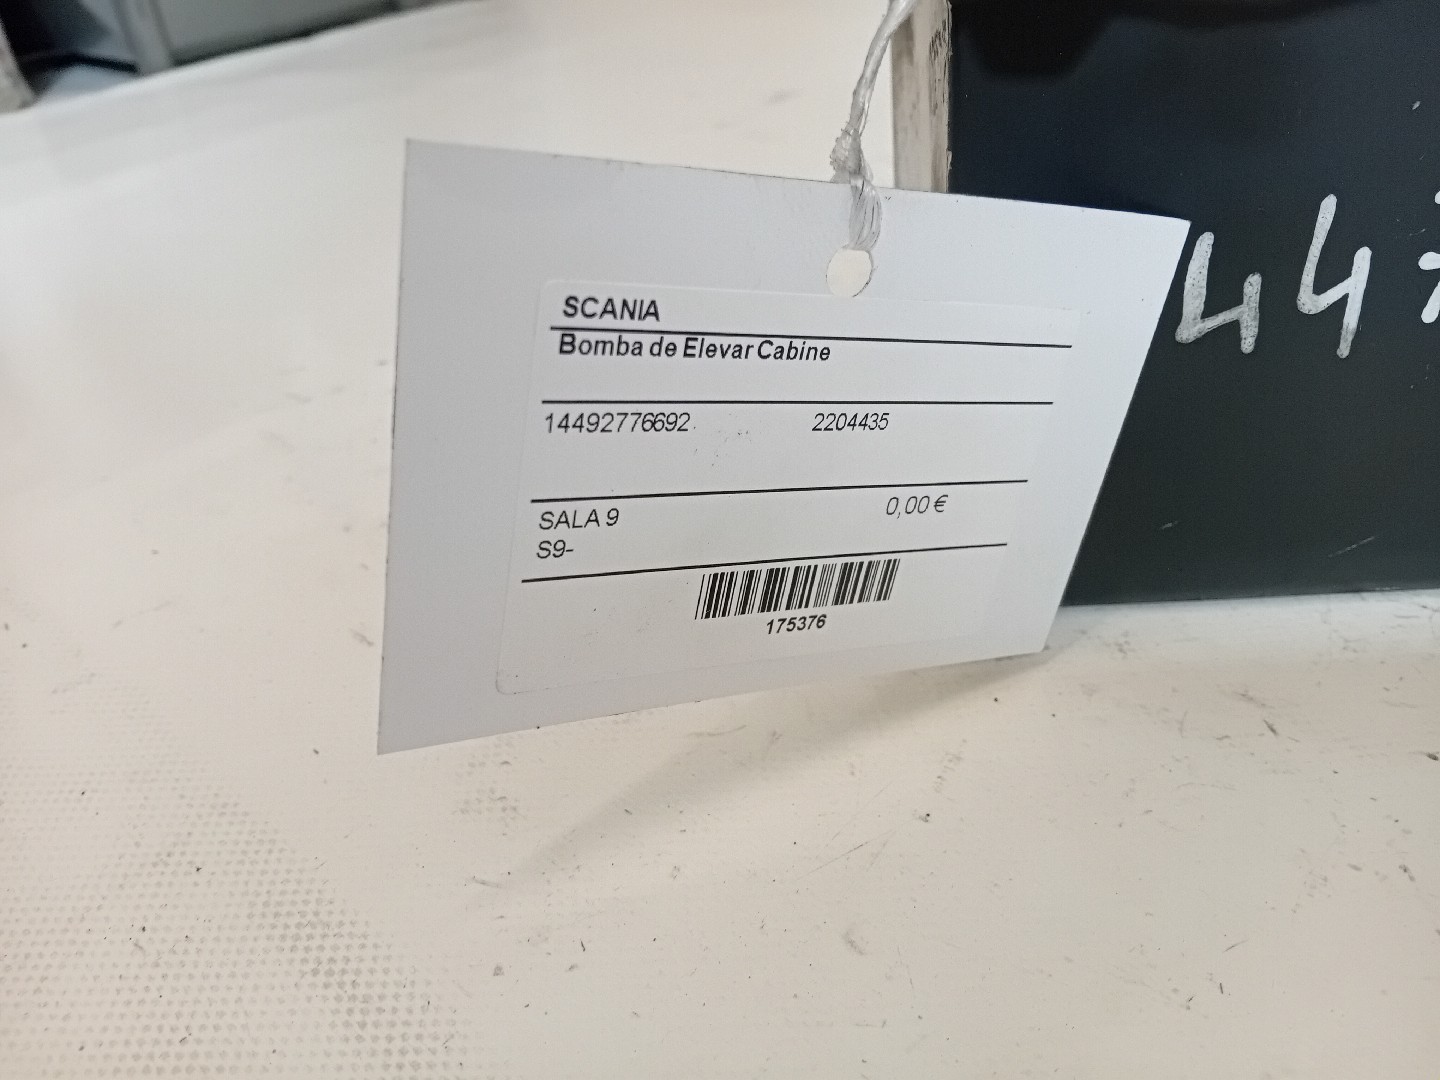 SCANIA
Bomba de Elevar Cabine
14492776692 2204435
SALA 9 0,00 €
S9-
175376
44